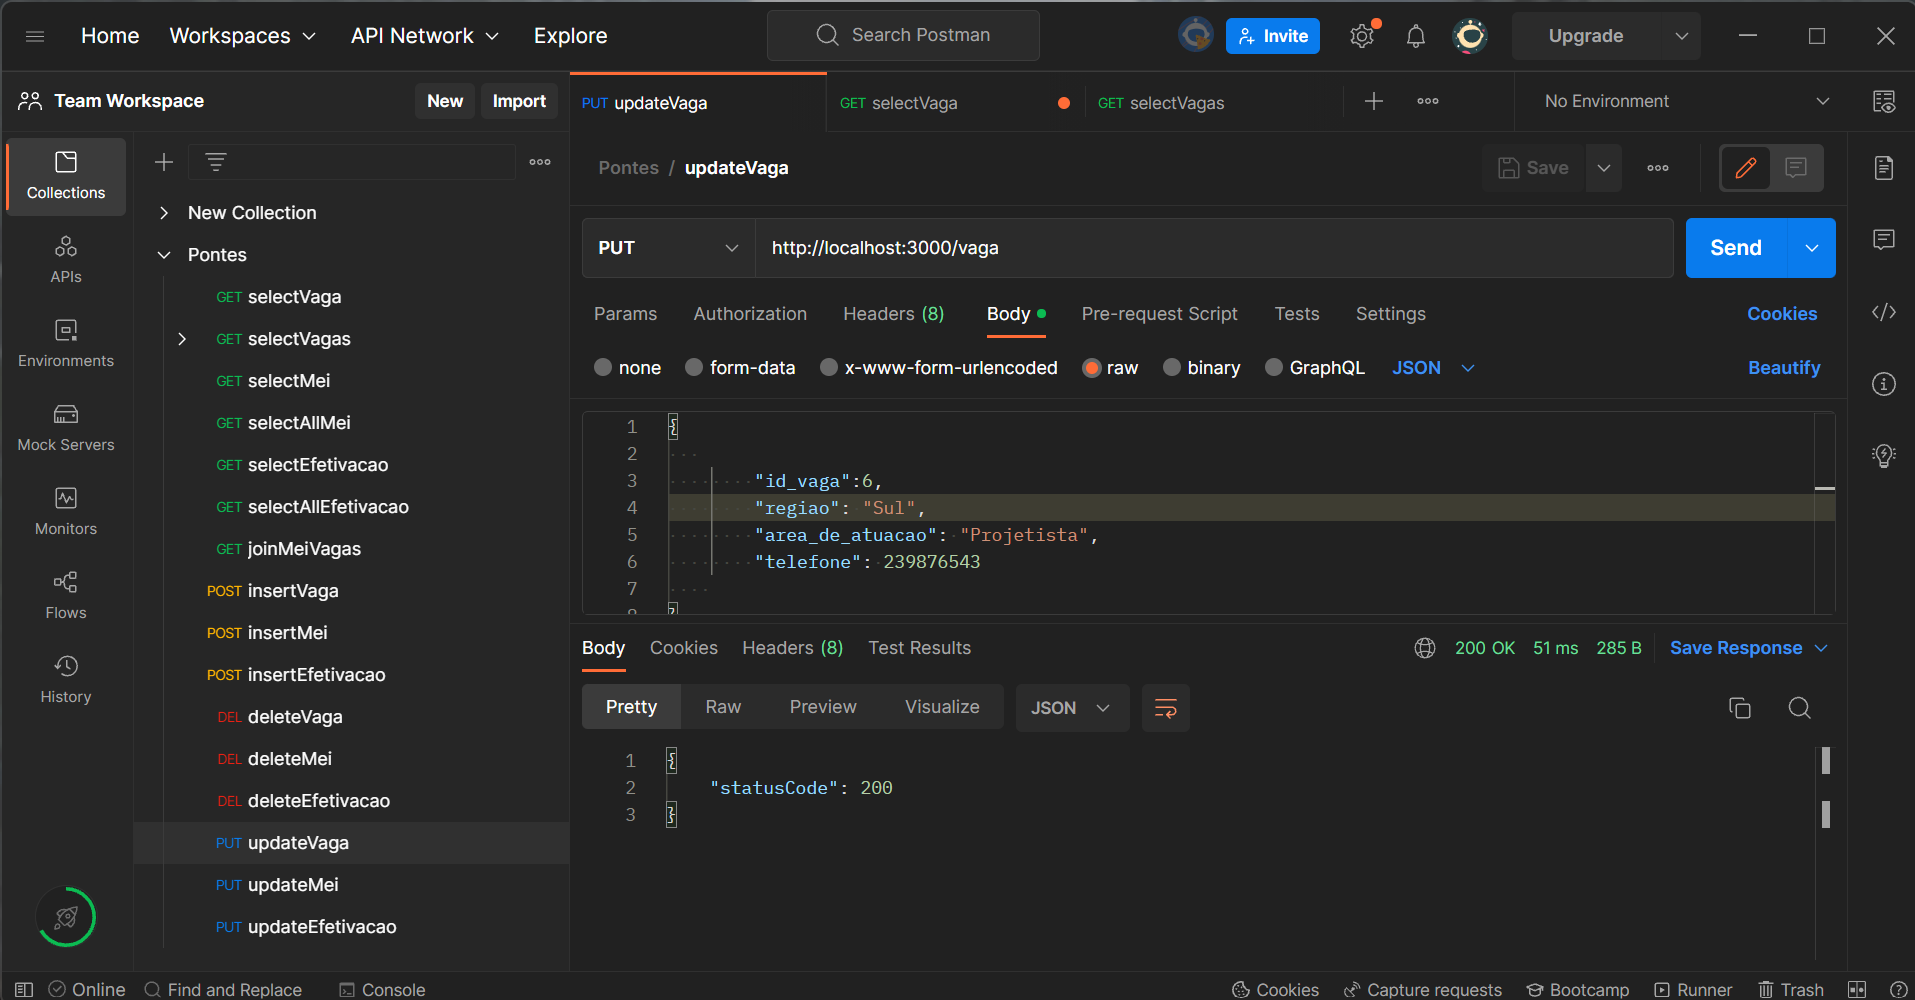 Home Workspaces API Network Explore Search Postman Invite Upgrade
Team Workspace New Import
PUT updateVaga GET selectVaga GET selectVagas No Environment
Collections
APIs
Environments
Mock Servers
Monitors
Flows
History
New Collection
Pontes
GET selectVaga
GET selectVagas
GET selectMei
GET selectAllMei
GET selectEfetivacao
GET selectAllEfetivacao
GET joinMeiVagas
POST insertVaga
POST insertMei
POST insertEfetivacao
DEL deleteVaga
DEL deleteMei
DEL deleteEfetivacao
PUT updateVaga
PUT updateMei
PUT updateEfetivacao
Pontes / updateVaga Save
PUT http://localhost:3000/vaga Send
Params Authorization Headers (8) Body Pre-request Script Tests Settings Cookies
none form-data x-www-form-urlencoded raw binary GraphQL JSON Beautify
1 {
2
3 "id_vaga":6,
4 "regiao": "Sul",
5 "area_de_atuacao": "Projetista",
6 "telefone": 239876543
7
8 }
Body Cookies Headers (8) Test Results 200 OK 51 ms 285 B Save Response
Pretty Raw Preview Visualize JSON
1 {
2 "statusCode": 200
3 }
Online Find and Replace Console Cookies Capture requests Bootcamp Runner Trash